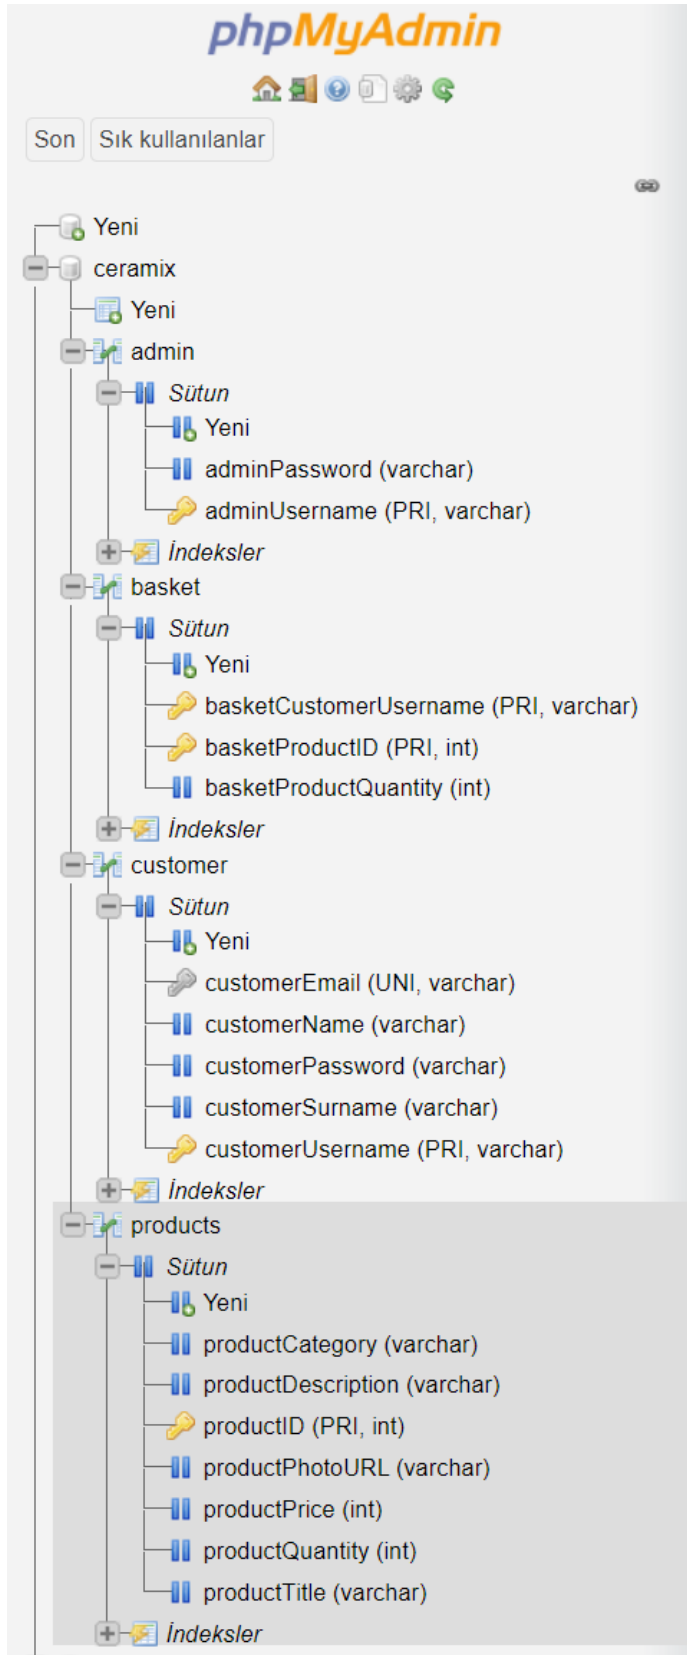 phpMyAdmin
Son Sık kullanılanlar
Yeni
ceramix
Yeni
admin
Sütun
Yeni
adminPassword (varchar)
adminUsername (PRI, varchar)
İndeksler
basket
Sütun
Yeni
basketCustomerUsername (PRI, varchar)
basketProductID (PRI, int)
basketProductQuantity (int)
İndeksler
customer
Sütun
Yeni
customerEmail (UNI, varchar)
customerName (varchar)
customerPassword (varchar)
customerSurname (varchar)
customerUsername (PRI, varchar)
İndeksler
products
Sütun
Yeni
productCategory (varchar)
productDescription (varchar)
productID (PRI, int)
productPhotoURL (varchar)
productPrice (int)
productQuantity (int)
productTitle (varchar)
İndeksler